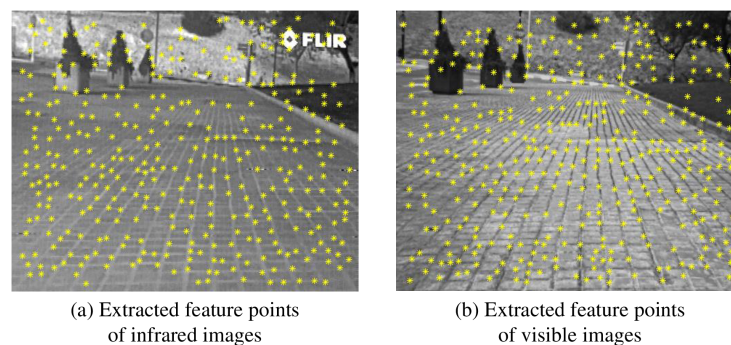 FLIR
(a) Extracted feature points
of infrared images
(b) Extracted feature points
of visible images